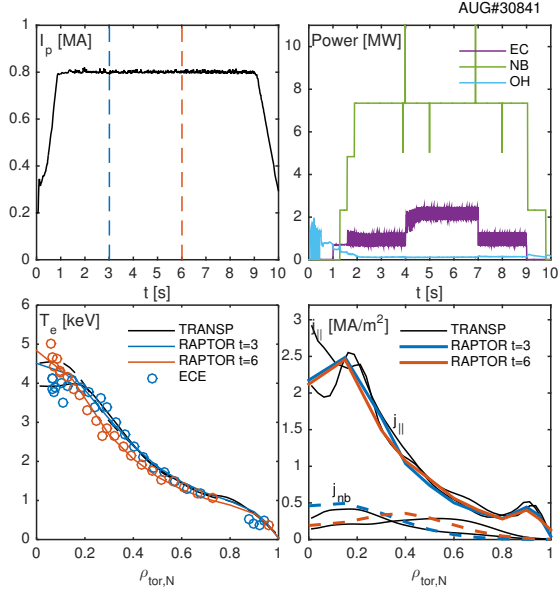 AUG#30841
I_p [MA]
1
0.8
0.6
0.4
0.2
0
0 1 2 3 4 5 6 7 8 9 10
t [s]
Power [MW]
EC
NB
OH
10
8
6
4
2
0
0 1 2 3 4 5 6 7 8 9 10
t [s]
T_e [keV]
TRANSP
RAPTOR t=3
RAPTOR t=6
ECE
6
5
4
3
2
1
0
0 0.2 0.4 0.6 0.8 1
ρ_tor,N
j_|| [MA/m²]
TRANSP
RAPTOR t=3
RAPTOR t=6
j_||
j_nb
3
2.5
2
1.5
1
0.5
0
0 0.2 0.4 0.6 0.8 1
ρ_tor,N